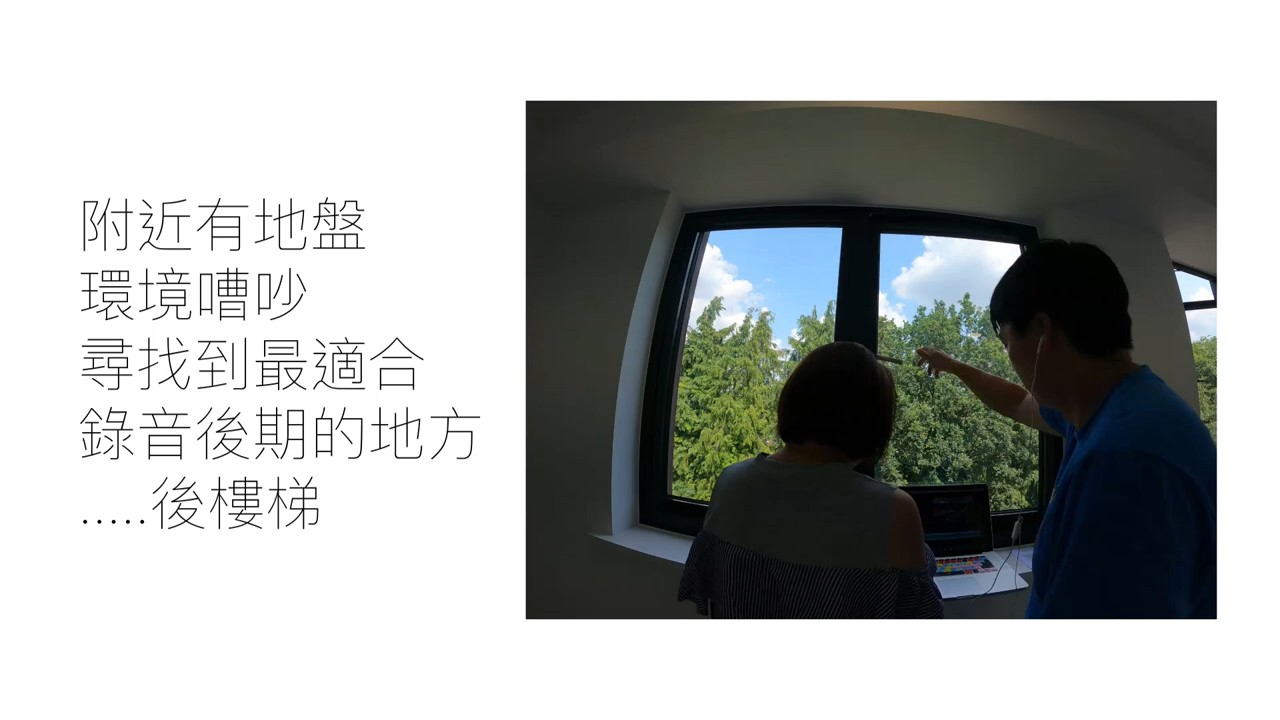 附近有地盤
環境嘈吵
尋找到最適合
錄音後期的地方
.....後樓梯